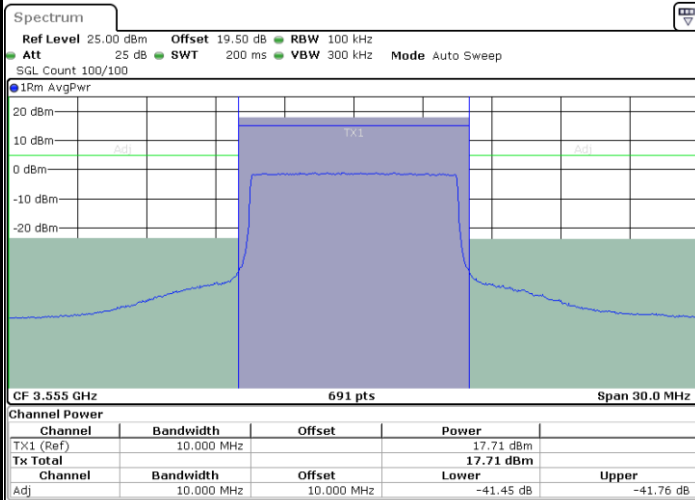 Spectrum
Ref Level 25.00 dBm Offset 19.50 dB RBW 100 kHz
Att 25 dB SWT 200 ms VBW 300 kHz Mode Auto Sweep
SGL Count 100/100
1Rm AvgPwr
20 dBm
TX1
10 dBm
Adj Adj
0 dBm
-10 dBm
-20 dBm
CF 3.555 GHz 691 pts Span 30.0 MHz
Channel Power
Channel Bandwidth Offset Power
TX1 (Ref) 10.000 MHz 17.71 dBm
Tx Total 17.71 dBm
Channel Bandwidth Offset Lower Upper
Adj 10.000 MHz 10.000 MHz -41.45 dB -41.76 dB